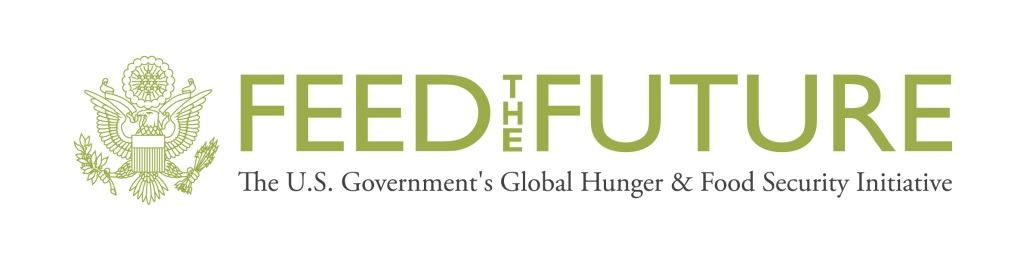 FEED THE FUTURE
The U.S. Government's Global Hunger & Food Security Initiative